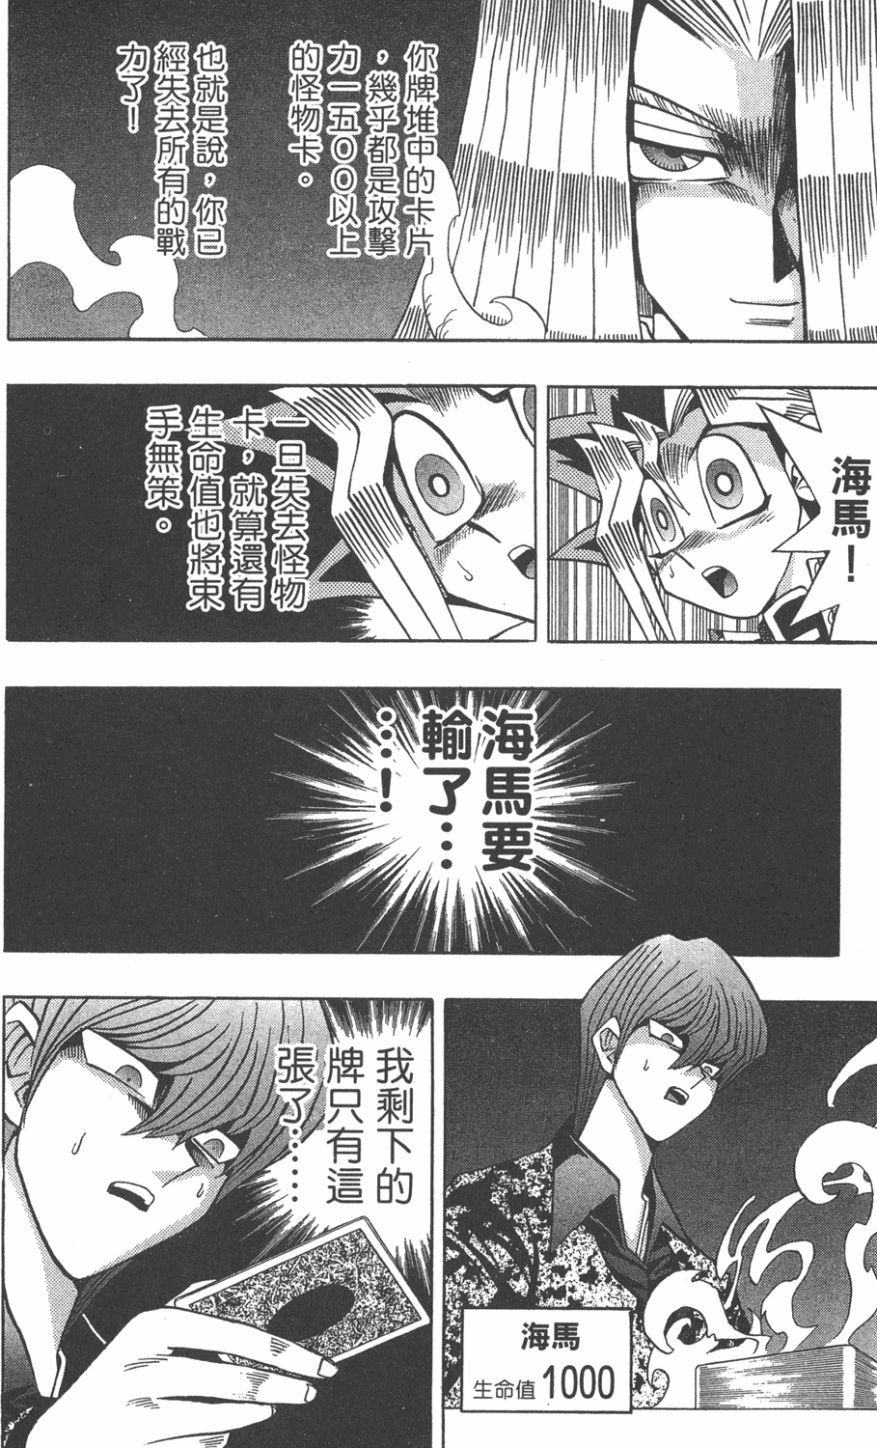 你牌堆中的卡片
，幾乎都是攻擊
力一五００以上
的怪物卡。
也就是說，你已
經失去所有的戰
力了！
海馬！
一旦失去怪物
卡，就算還有
生命值也將束
手無策。
海馬要
輸了…
…！
我剩下的
牌只有這
張了……
海馬
生命值 1000